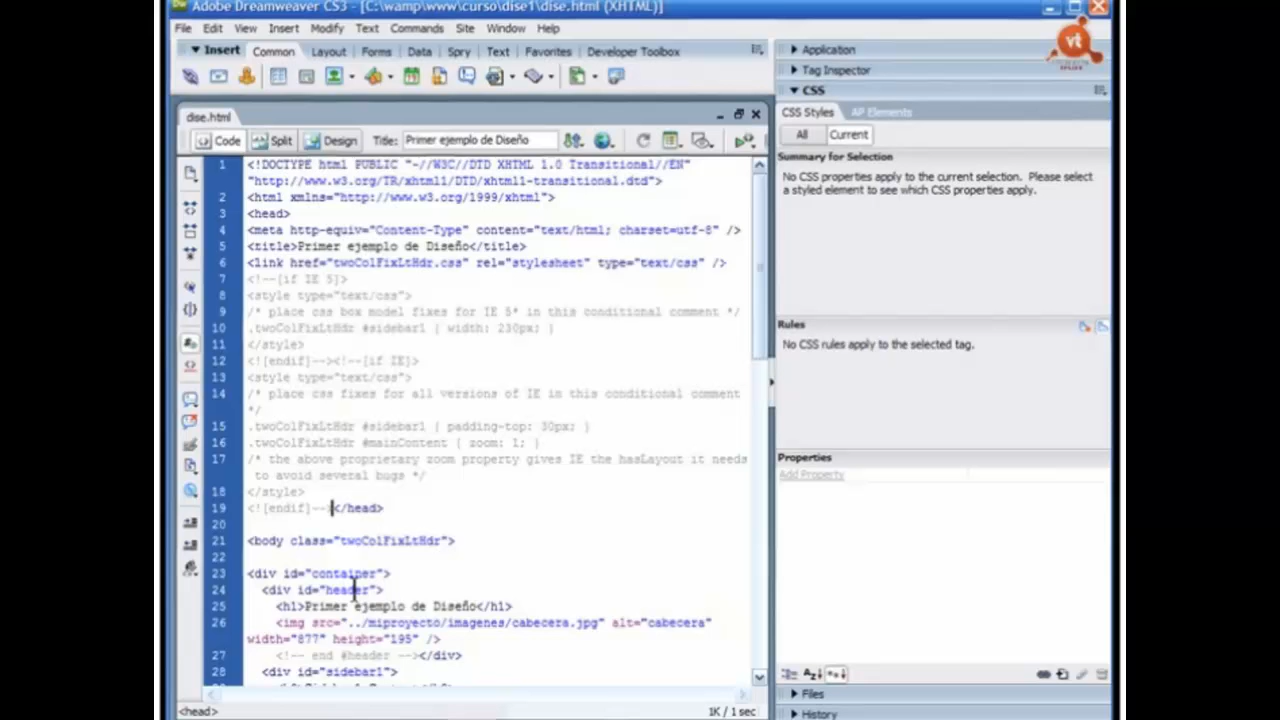 Adobe Dreamweaver CS3 - [C:\wamp\www\curso\dise1\dise.html (XHTML)]
File Edit View Insert Modify Text Commands Site Window Help
Insert Common Layout Forms Data Spry Text Favorites Developer Toolbox
dise.html
Code Split Design Title: Primer ejemplo de Diseño
1 <!DOCTYPE html PUBLIC "-//W3C//DTD XHTML 1.0 Transitional//EN"
"http://www.w3.org/TR/xhtml1/DTD/xhtml1-transitional.dtd">
2 <html xmlns="http://www.w3.org/1999/xhtml">
3 <head>
4 <meta http-equiv="Content-Type" content="text/html; charset=utf-8" />
5 <title>Primer ejemplo de Diseño</title>
6 <link href="twoColFixLtHdr.css" rel="stylesheet" type="text/css" />
7 <!--[if IE 5]>
8 <style type="text/css">
9 /* place css box model fixes for IE 5* in this conditional comment */
10 .twoColFixLtHdr #sidebar1 { width: 230px; }
11 </style>
12 <![endif]--><!--[if IE]>
13 <style type="text/css">
14 /* place css fixes for all versions of IE in this conditional comment
*/
15 .twoColFixLtHdr #sidebar1 { padding-top: 30px; }
16 .twoColFixLtHdr #mainContent { zoom: 1; }
17 /* the above proprietary zoom property gives IE the hasLayout it needs
to avoid several bugs */
18 </style>
19 <![endif]--></head>
20
21 <body class="twoColFixLtHdr">
22
23 <div id="container">
24 <div id="header">
25 <h1>Primer ejemplo de Diseño</h1>
26 <img src="../miproyecto/imagenes/cabecera.jpg" alt="cabecera"
width="877" height="195" />
27 <!-- end #header --></div>
28 <div id="sidebar1">
<head> 1K / 1 sec
Application
Tag Inspector
vt
CSS
CSS Styles AP Elements
All Current
Summary for Selection
No CSS properties apply to the current selection. Please select
a styled element to see which CSS properties apply.
Rules
No CSS rules apply to the selected tag.
Properties
Add Property
Files
History